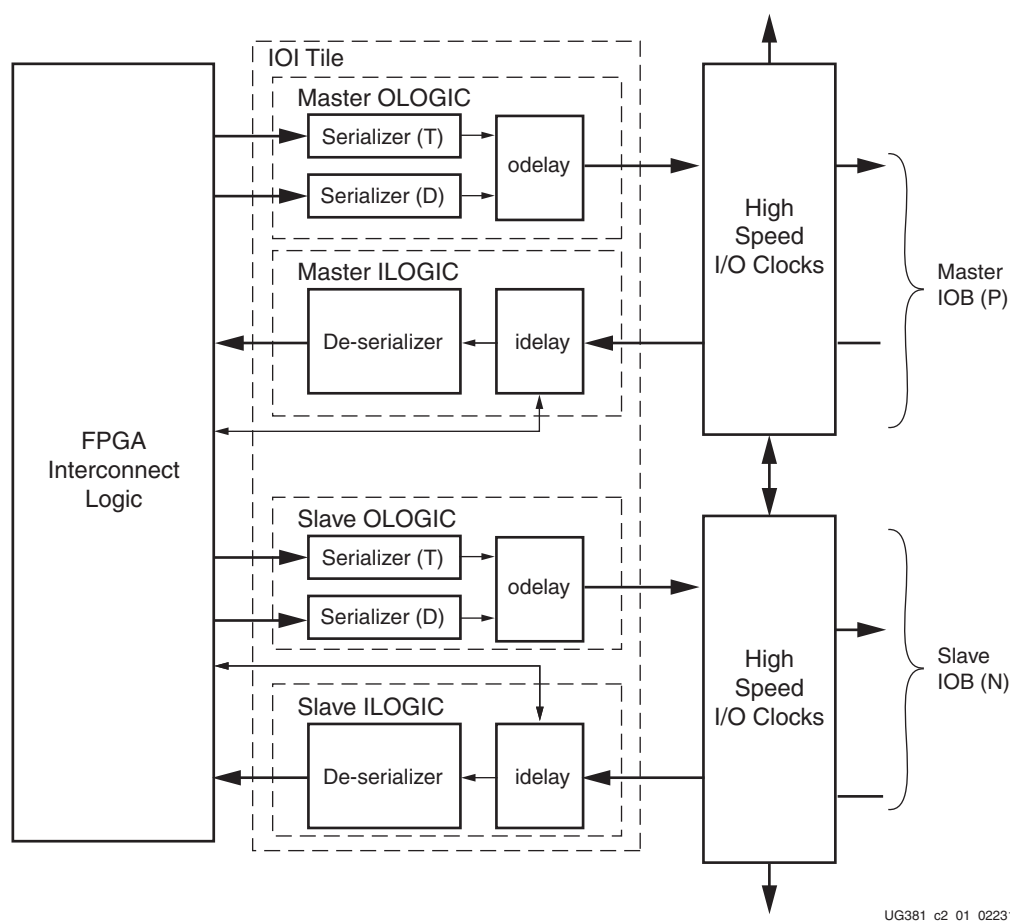 IOI Tile
Master OLOGIC
Serializer (T)
Serializer (D)
odelay
High
Speed
I/O Clocks
Master
IOB (P)
Master ILOGIC
De-serializer
idelay
FPGA
Interconnect
Logic
Slave OLOGIC
Serializer (T)
Serializer (D)
odelay
High
Speed
I/O Clocks
Slave
IOB (N)
Slave ILOGIC
De-serializer
idelay